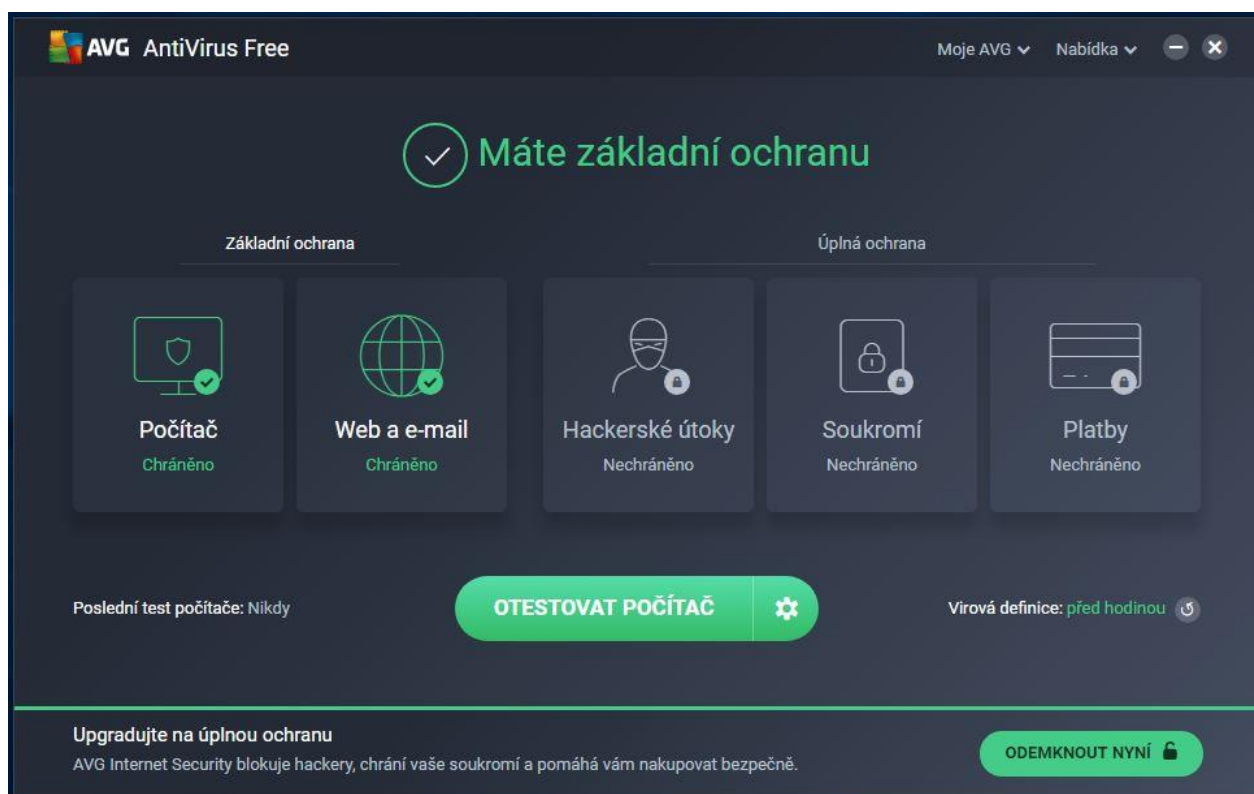 AVG AntiVirus Free
Moje AVG
Nabídka
Máte základní ochranu
Základní ochrana
Úplná ochrana
Počítač
Chráněno
Web a e-mail
Chráněno
Hackerské útoky
Nechráněno
Soukromí
Nechráněno
Platby
Nechráněno
Poslední test počítače: Nikdy
OTESTOVAT POČÍTAČ
Virová definice: před hodinou
Upgradujte na úplnou ochranu
AVG Internet Security blokuje hackery, chrání vaše soukromí a pomáhá vám nakupovat bezpečně.
ODEMKNOUT NYNÍ